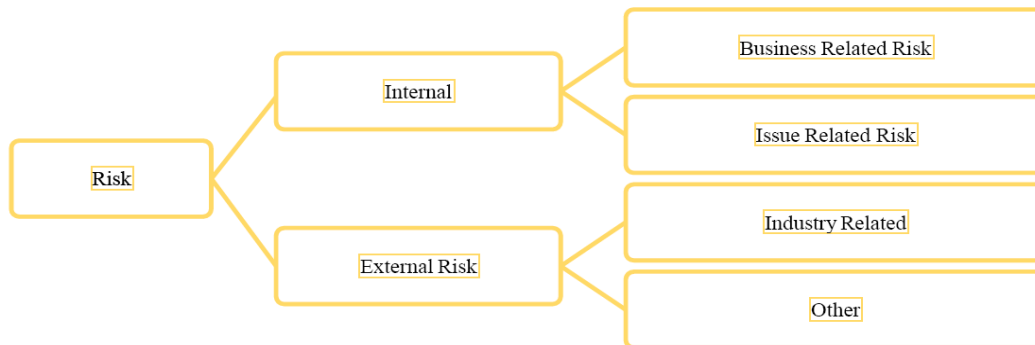 Business Related Risk
Internal
Issue Related Risk
Risk
Industry Related
External Risk
Other